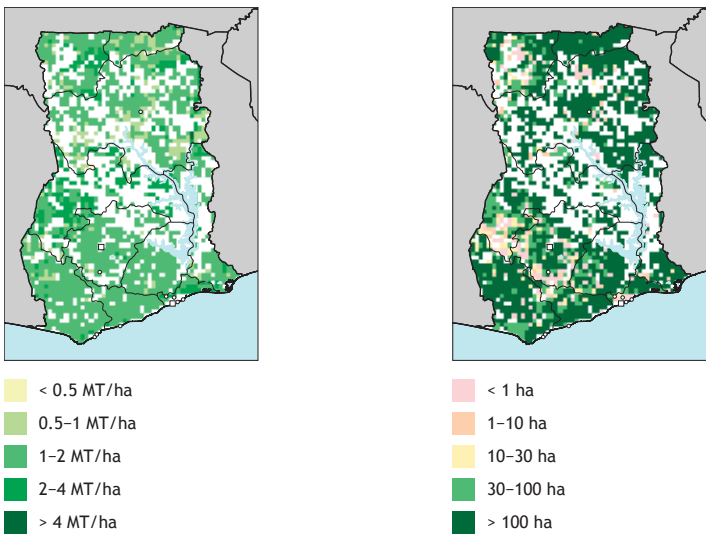 < 0.5 MT/ha
0.5–1 MT/ha
1–2 MT/ha
2–4 MT/ha
> 4 MT/ha
< 1 ha
1–10 ha
10–30 ha
30–100 ha
> 100 ha